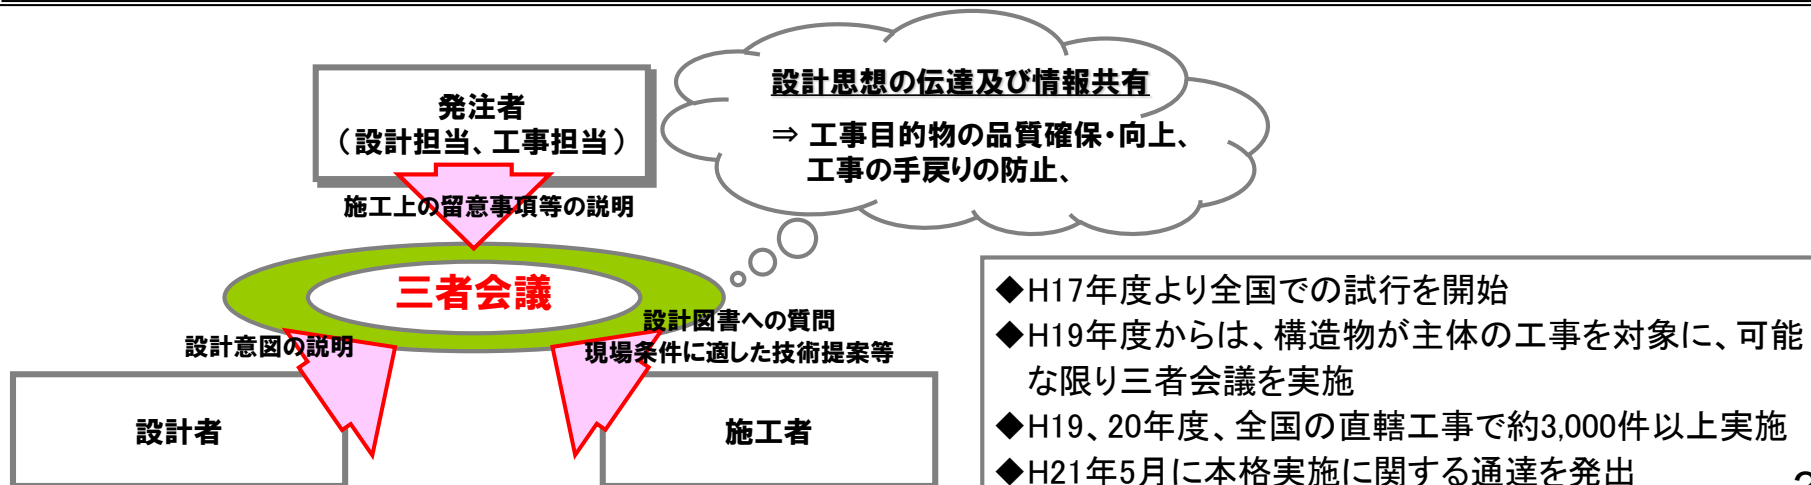 発注者
（設計担当、工事担当）
施工上の留意事項等の説明
設計思想の伝達及び情報共有
⇒ 工事目的物の品質確保・向上、
工事の手戻りの防止、
三者会議
設計意図の説明
設計図書への質問
現場条件に適した技術提案等
設計者
施工者
◆H17年度より全国での試行を開始
◆H19年度からは、構造物が主体の工事を対象に、可能
な限り三者会議を実施
◆H19、20年度、全国の直轄工事で約3,000件以上実施
◆H21年5月に本格実施に関する通達を発出